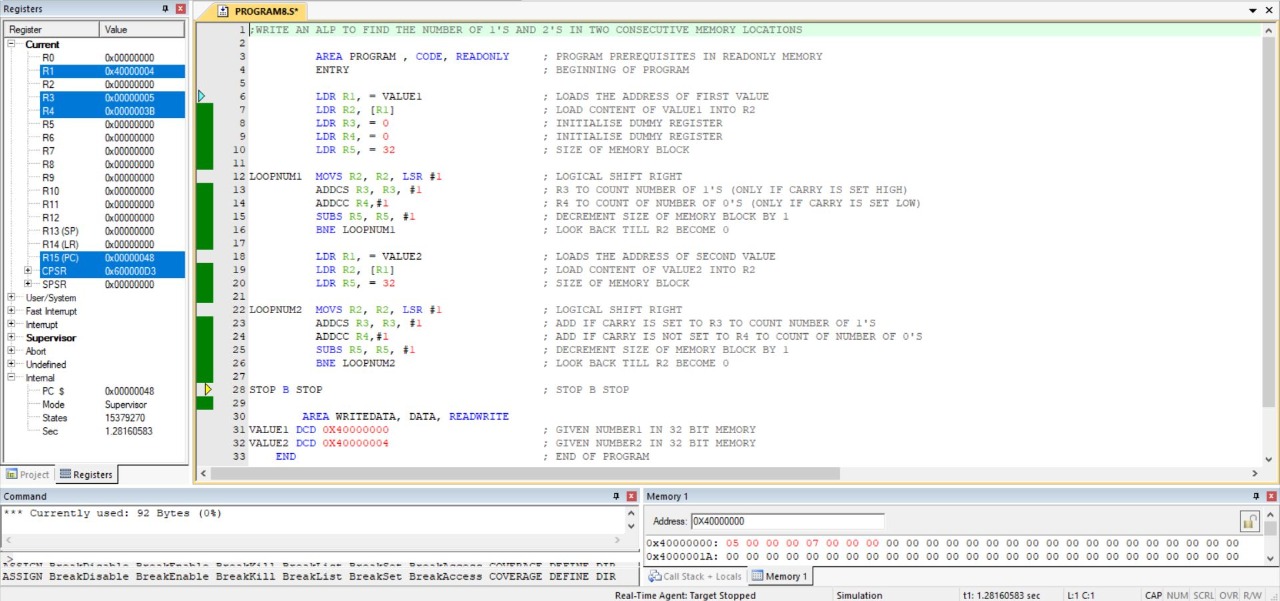 Registers
Register Value
Current
R0 0x00000000
R1 0x40000004
R2 0x00000000
R3 0x00000005
R4 0x0000003B
R5 0x00000000
R6 0x00000000
R7 0x00000000
R8 0x00000000
R9 0x00000000
R10 0x00000000
R11 0x00000000
R12 0x00000000
R13 (SP) 0x00000000
R14 (LR) 0x00000000
R15 (PC) 0x00000048
CPSR 0x600000D3
SPSR 0x00000000
User/System
Fast Interrupt
Interrupt
Supervisor
Abort
Undefined
Internal
PC $ 0x00000048
Mode Supervisor
States 15379270
Sec 1.28160583
Project Registers
PROGRAM8.S*
1 ;WRITE AN ALP TO FIND THE NUMBER OF 1'S AND 2'S IN TWO CONSECUTIVE MEMORY LOCATIONS
2
3 AREA PROGRAM , CODE, READONLY ; PROGRAM PREREQUISITES IN READONLY MEMORY
4 ENTRY ; BEGINNING OF PROGRAM
5
6 LDR R1, = VALUE1 ; LOADS THE ADDRESS OF FIRST VALUE
7 LDR R2, [R1] ; LOAD CONTENT OF VALUE1 INTO R2
8 LDR R3, = 0 ; INITIALISE DUMMY REGISTER
9 LDR R4, = 0 ; INITIALISE DUMMY REGISTER
10 LDR R5, = 32 ; SIZE OF MEMORY BLOCK
11
12 LOOPNUM1 MOVS R2, R2, LSR #1 ; LOGICAL SHIFT RIGHT
13 ADDCS R3, R3, #1 ; R3 TO COUNT NUMBER OF 1'S (ONLY IF CARRY IS SET HIGH)
14 ADDCC R4,#1 ; R4 TO COUNT OF NUMBER OF 0'S (ONLY IF CARRY IS SET LOW)
15 SUBS R5, R5, #1 ; DECREMENT SIZE OF MEMORY BLOCK BY 1
16 BNE LOOPNUM1 ; LOOK BACK TILL R2 BECOME 0
17
18 LDR R1, = VALUE2 ; LOADS THE ADDRESS OF SECOND VALUE
19 LDR R2, [R1] ; LOAD CONTENT OF VALUE2 INTO R2
20 LDR R5, = 32 ; SIZE OF MEMORY BLOCK
21
22 LOOPNUM2 MOVS R2, R2, LSR #1 ; LOGICAL SHIFT RIGHT
23 ADDCS R3, R3, #1 ; ADD IF CARRY IS SET TO R3 TO COUNT NUMBER OF 1'S
24 ADDCC R4,#1 ; ADD IF CARRY IS NOT SET TO R4 TO COUNT OF NUMBER OF 0'S
25 SUBS R5, R5, #1 ; DECREMENT SIZE OF MEMORY BLOCK BY 1
26 BNE LOOPNUM2 ; LOOK BACK TILL R2 BECOME 0
27
28 STOP B STOP ; STOP B STOP
29
30 AREA WRITEDATA, DATA, READWRITE
31 VALUE1 DCD 0X40000000 ; GIVEN NUMBER1 IN 32 BIT MEMORY
32 VALUE2 DCD 0X40000004 ; GIVEN NUMBER2 IN 32 BIT MEMORY
33 END ; END OF PROGRAM
Command
*** Currently used: 92 Bytes (0%)
>
ASSIGN BreakDisable BreakEnable BreakKill BreakList BreakSet BreakAccess COVERAGE DEFINE DIR
ASSIGN BreakDisable BreakEnable BreakKill BreakList BreakSet BreakAccess COVERAGE DEFINE DIR
Memory 1
Address: 0X40000000
0x40000000: 05 00 00 00 07 00 00 00 00 00 00 00 00 00 00 00 00 00 00 00 00 00 00 00 00 00
0x4000001A: 00 00 00 00 00 00 00 00 00 00 00 00 00 00 00 00 00 00 00 00 00 00 00 00 00 00
Call Stack + Locals Memory 1
Real-Time Agent: Target Stopped Simulation t1: 1.28160583 sec L:1 C:1 CAP NUM SCRL OVR R/W